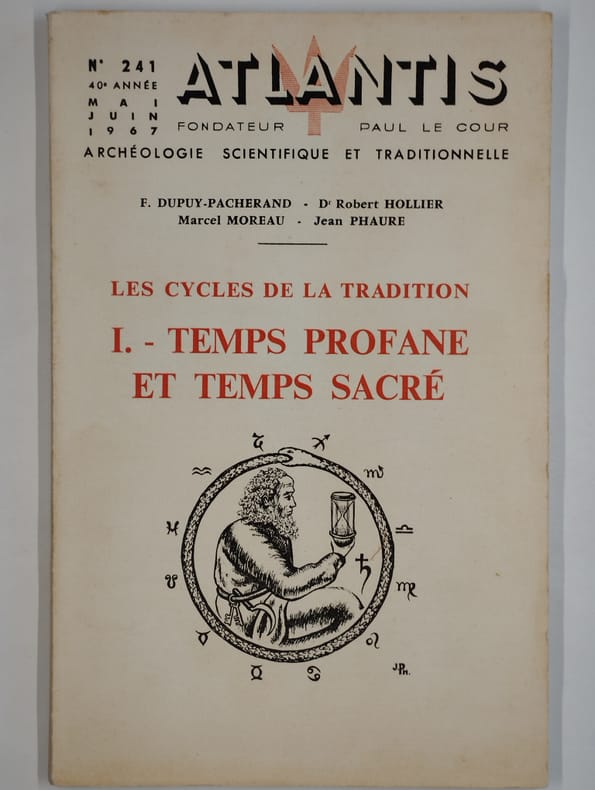 N° 241
40e ANNÉE
MAI
JUIN
1967
ATLANTIS
FONDATEUR PAUL LE COUR
ARCHÉOLOGIE SCIENTIFIQUE ET TRADITIONNELLE
F. DUPUY-PACHERAND - Dr Robert HOLLIER
Marcel MOREAU - Jean PHAURE
LES CYCLES DE LA TRADITION
I. - TEMPS PROFANE
ET TEMPS SACRÉ
J.Ph.